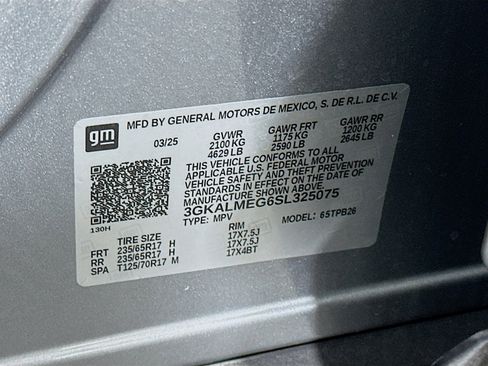 gm
MFD BY GENERAL MOTORS DE MEXICO, S. DE R.L. DE C.V.
03/25 GVWR GAWR FRT GAWR RR
2100 KG 1175 KG 1200 KG
4629 LB 2590 LB 2645 LB
THIS VEHICLE CONFORMS TO ALL
APPLICABLE U.S. FEDERAL MOTOR
VEHICLE SAFETY AND THEFT PREVENTION
STANDARDS IN EFFECT ON THE DATE OF
MANUFACTURE SHOWN ABOVE.
3GKALMEG6SL325075
TYPE: MPV MODEL: 65TPB26
130H
TIRE SIZE RIM
FRT 235/65R17 H 17X7.5J
RR 235/65R17 H 17X7.5J
SPA T125/70R17 M 17X4BT